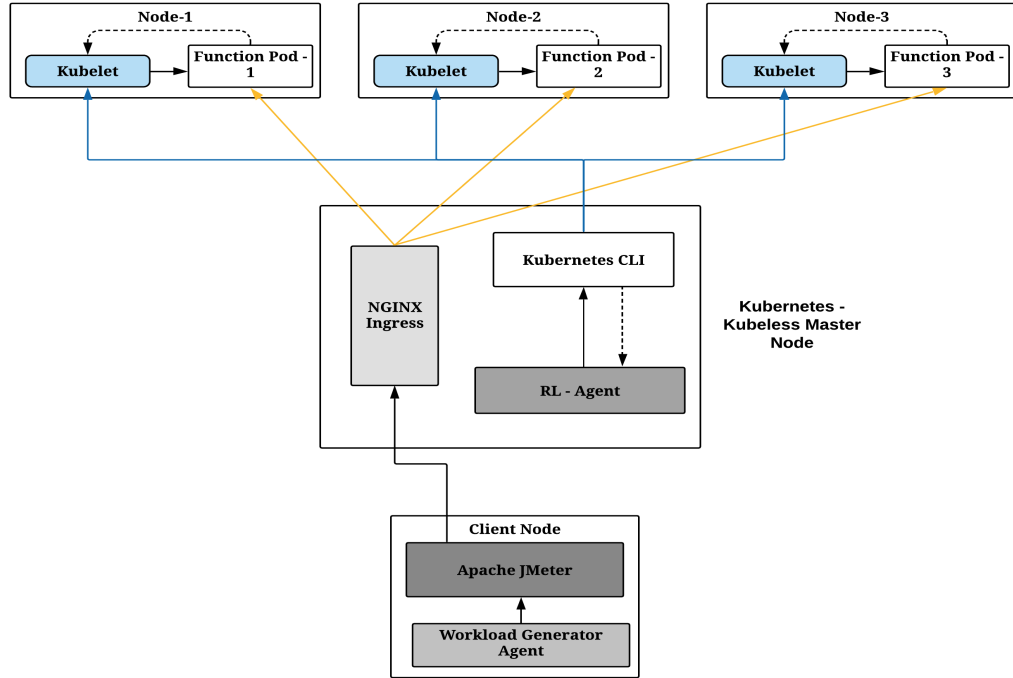 Node-1
Kubelet
Function Pod -
1
Node-2
Kubelet
Function Pod -
2
Node-3
Kubelet
Function Pod -
3
NGINX
Ingress
Kubernetes CLI
RL - Agent
Kubernetes -
Kubeless Master
Node
Client Node
Apache JMeter
Workload Generator
Agent